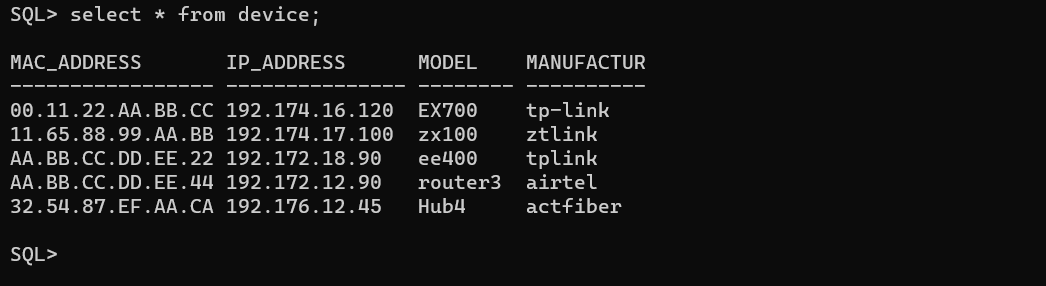 SQL> select * from device;
MAC_ADDRESS IP_ADDRESS MODEL MANUFACTUR
----------------- --------------- -------- ----------
00.11.22.AA.BB.CC 192.174.16.120 EX700 tp-link
11.65.88.99.AA.BB 192.174.17.100 zx100 ztlink
AA.BB.CC.DD.EE.22 192.172.18.90 ee400 tplink
AA.BB.CC.DD.EE.44 192.172.12.90 router3 airtel
32.54.87.EF.AA.CA 192.176.12.45 Hub4 actfiber
SQL>